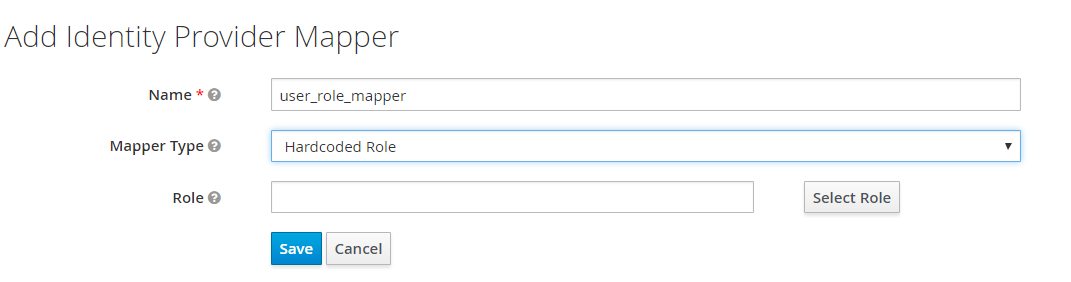 Add Identity Provider Mapper
Name * user_role_mapper
Mapper Type Hardcoded Role
Role Select Role
Save Cancel